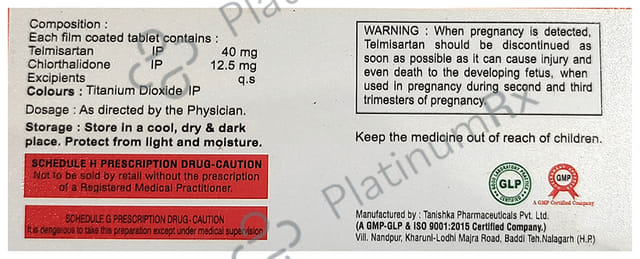 Composition :
Each film coated tablet contains :
Telmisartan IP 40 mg
Chlorthalidone IP 12.5 mg
Excipients q.s
Colours : Titanium Dioxide IP
Dosage : As directed by the Physician.
Storage : Store in a cool, dry & dark
place. Protect from light and moisture.
SCHEDULE H PRESCRIPTION DRUG-CAUTION
Not to be sold by retail without the prescription
of a Registered Medical Practitioner.
SCHEDULE G PRESCRIPTION DRUG- CAUTION
It is dengerous to take this preparation except under medical supervision
WARNING : When pregnancy is detected,
Telmisartan should be discontinued as
soon as possible as it can cause injury and
even death to the developing fetus, when
used in pregnancy during second and third
trimesters of pregnancy.
Keep the medicine out of reach of children.
GOOD LABORATORY PRACTICE
GLP
CERTIFIED
GMP
A GMP Certified Company
Manufactured by : Tanishka Pharmaceuticals Pvt. Ltd.
(A GMP-GLP & ISO 9001:2015 Certified Company.)
Vill. Nandpur, Kharuni-Lodhi Majra Road, Baddi Teh.Nalagarh (H.P.)
PlatinumRx